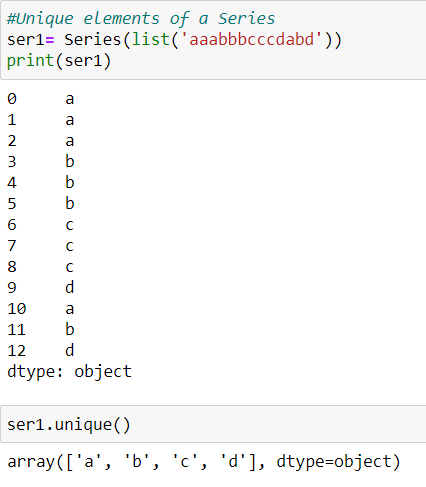 #Unique elements of a Series
ser1= Series(list('aaabbbcccdabd'))
print(ser1)
0     a
1     a
2     a
3     b
4     b
5     b
6     c
7     c
8     c
9     d
10    a
11    b
12    d
dtype: object
ser1.unique()
array(['a', 'b', 'c', 'd'], dtype=object)